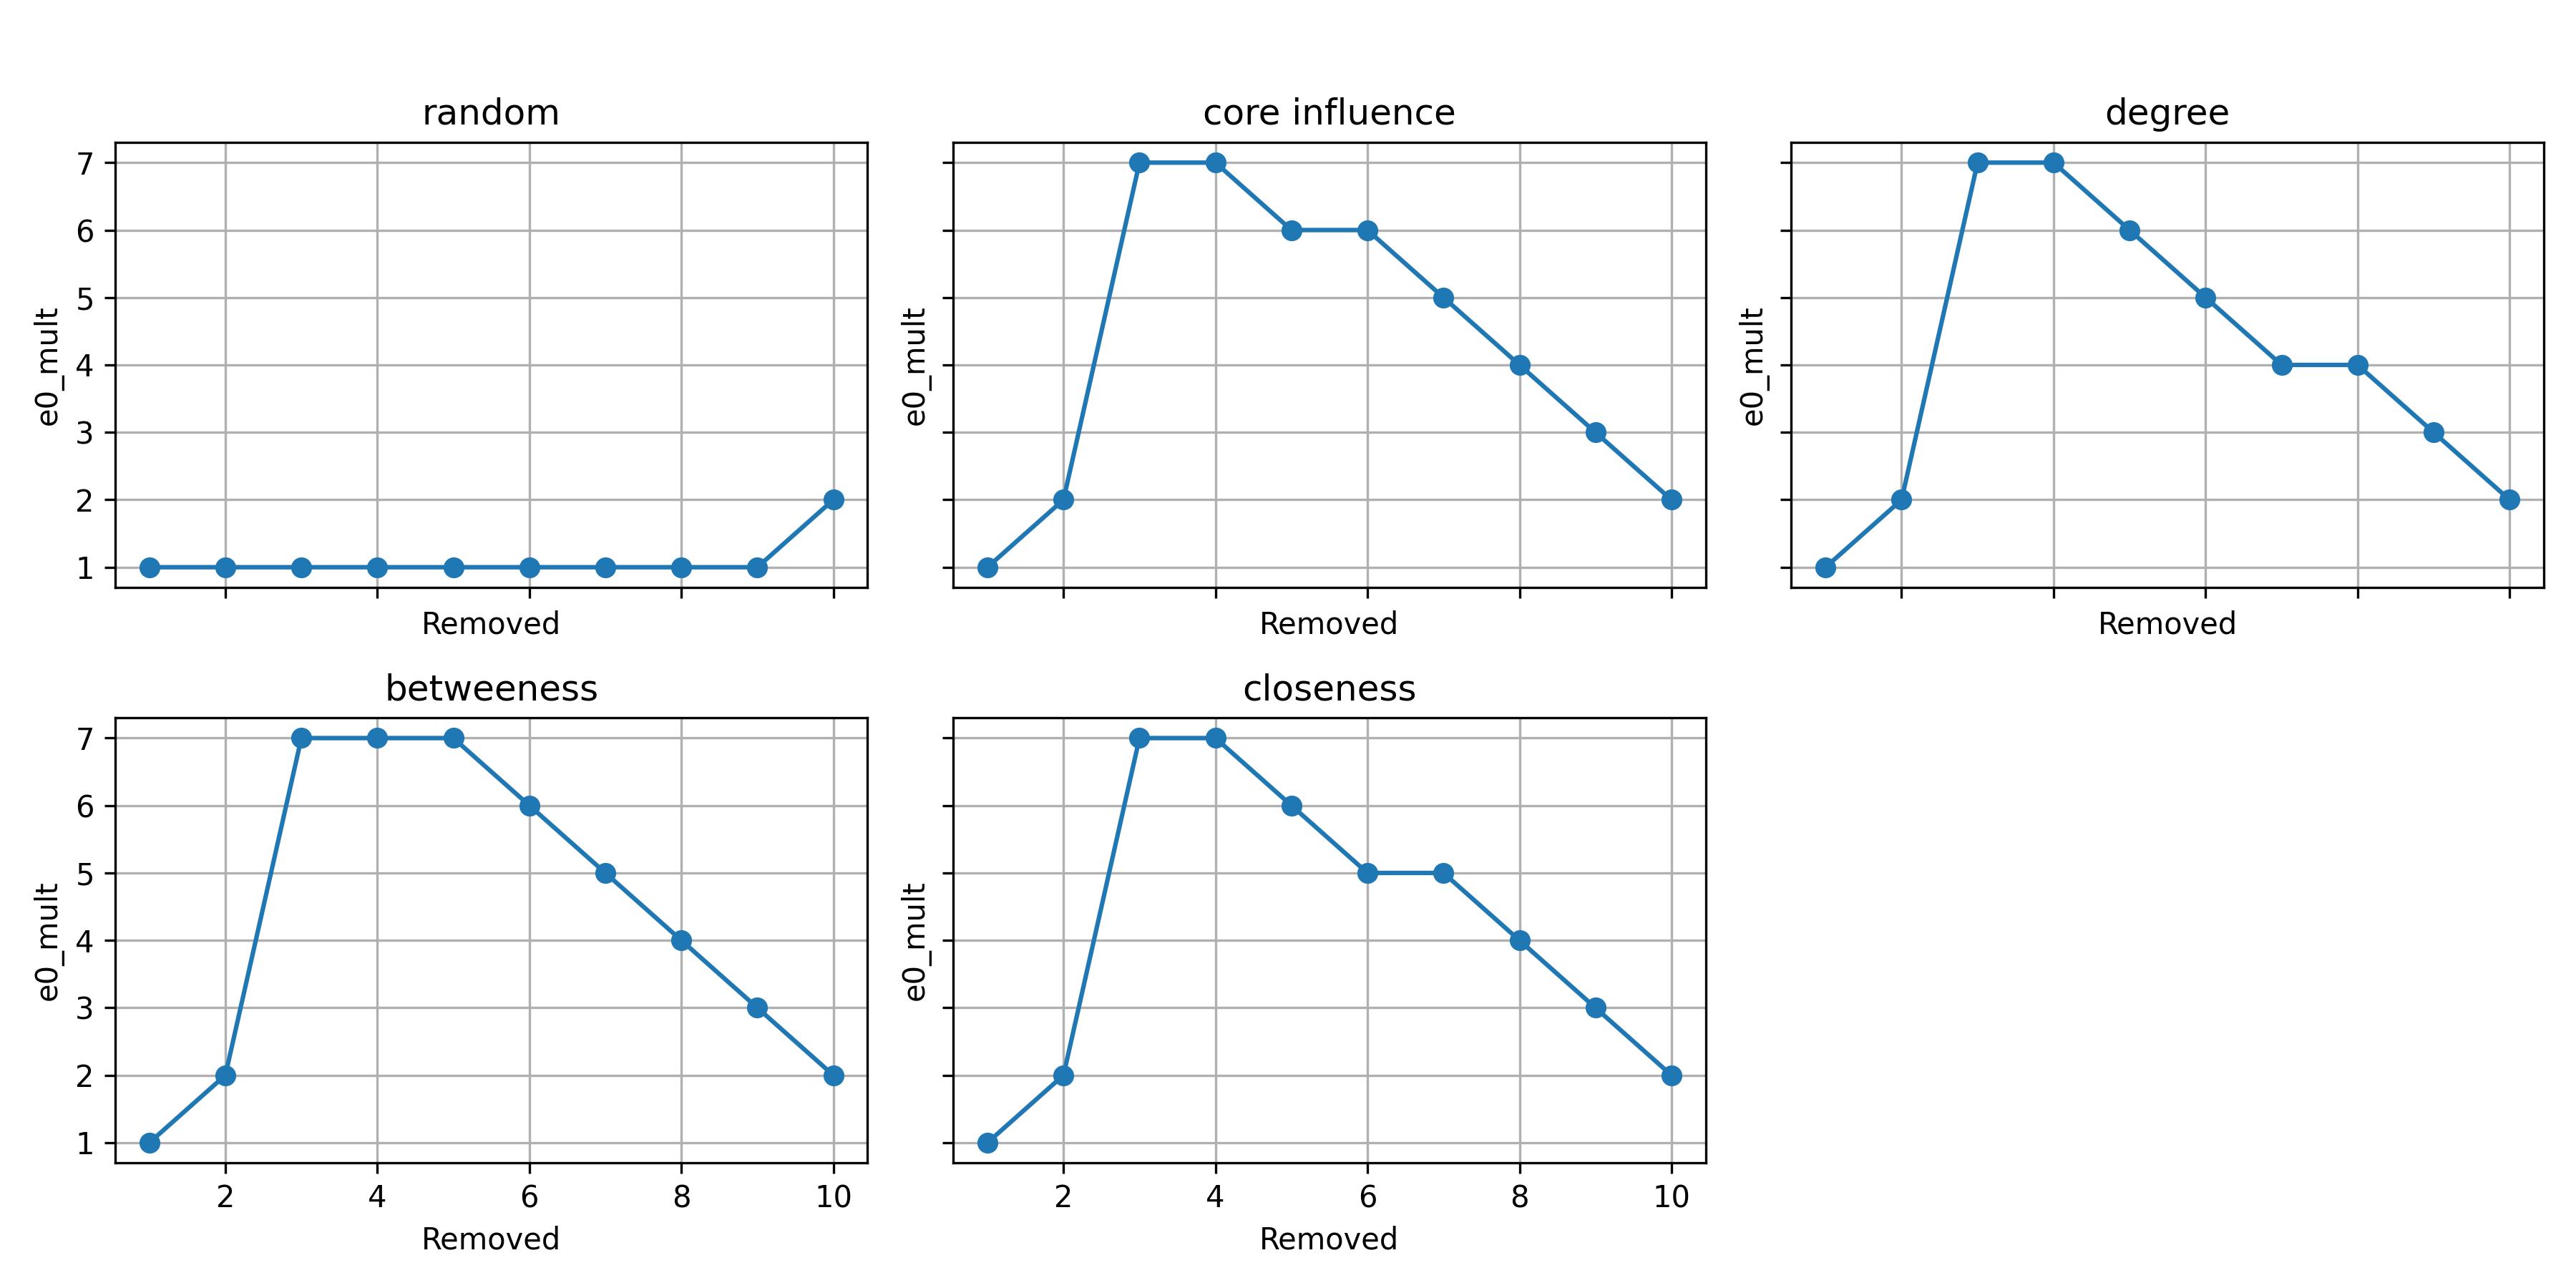 random
7
6
5
4
3
2
1
e0_mult
Removed
core influence
e0_mult
Removed
degree
e0_mult
Removed
betweeness
7
6
5
4
3
2
1
e0_mult
2 4 6 8 10
Removed
closeness
e0_mult
2 4 6 8 10
Removed